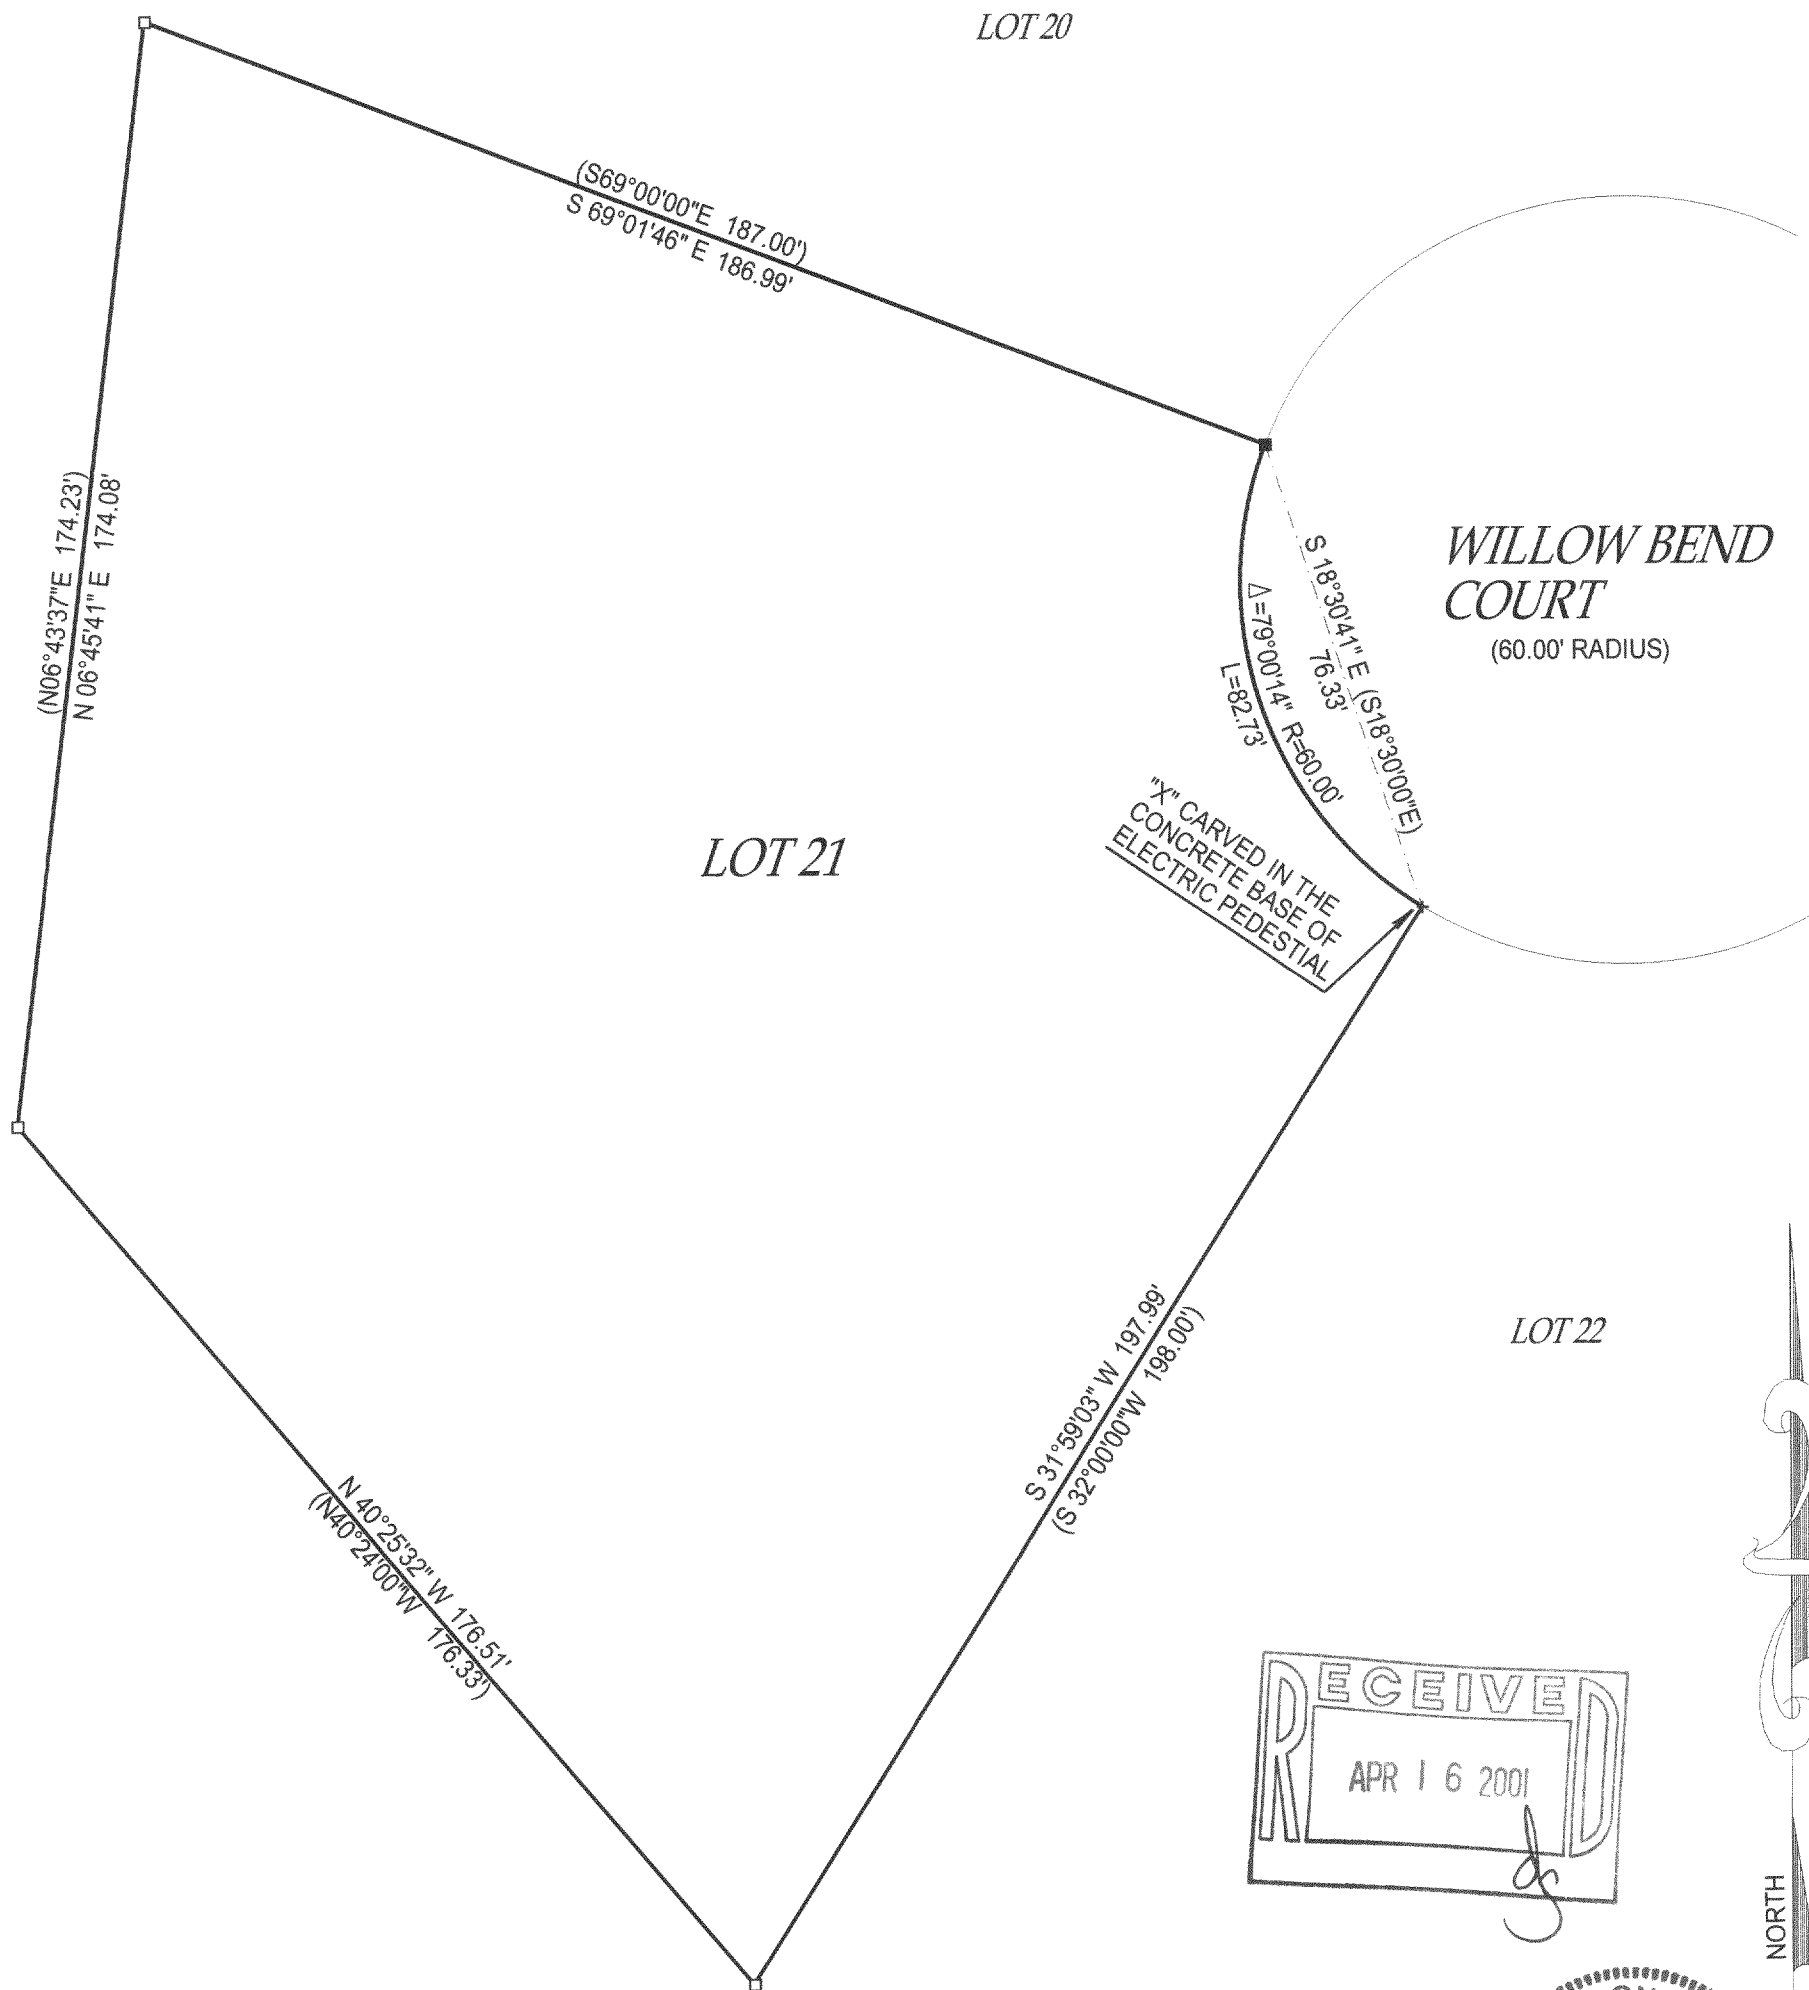 LOT 20
(S69°00'00"E 187.00')
S 69°01'46" E 186.99'
(N06°43'37"E 174.23')
N 06°45'41" E 174.08'
S 18°30'41" E (S18°30'00"E)
76.33'
Δ=79°00'14" R=60.00'
L=82.73'
WILLOW BEND
COURT
(60.00' RADIUS)
"X" CARVED IN THE
CONCRETE BASE OF
ELECTRIC PEDESTIAL
LOT 21
S 31°59'03" W 197.99'
(S 32°00'00"W 198.00')
LOT 22
N 40°25'32" W 176.51'
(N40°24'00"W 176.33')
RECEIVED
APR 16 2001
NORTH